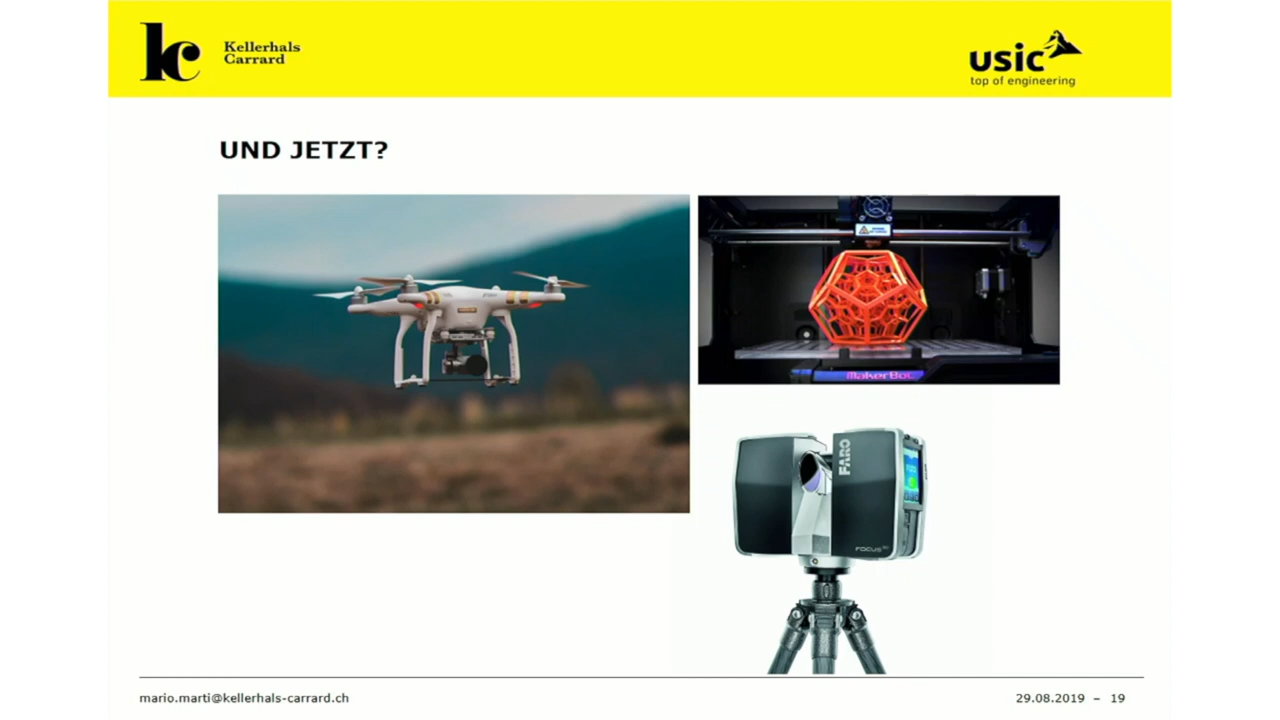 Kellerhals
Carrard
usic
top of engineering
UND JETZT?
MakerBot
FARO
FOCUS
mario.marti@kellerhals-carrard.ch
29.08.2019 – 19